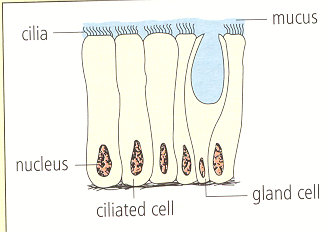 mucus
cilia
nucleus
gland cell
ciliated cell